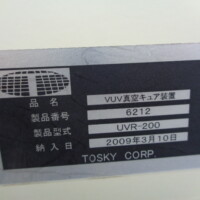 品名 VUV真空キュア装置
製品番号 6212
製品型式 UVR-200
納入日 2009年3月10日
TOSKY CORP.